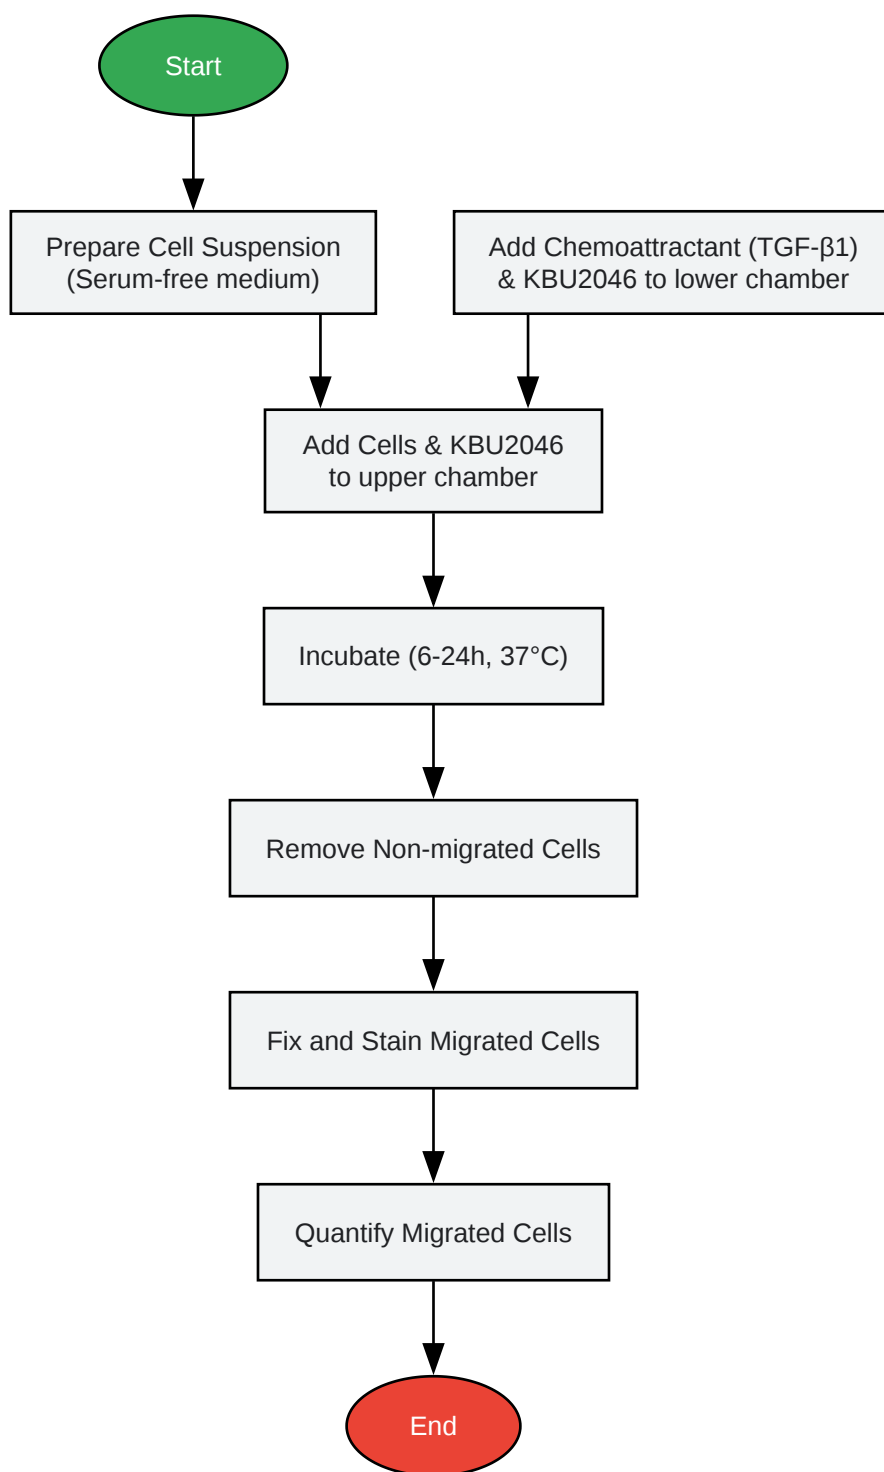 Start
Prepare Cell Suspension
(Serum-free medium)
Add Chemoattractant (TGF-β1)
& KBU2046 to lower chamber
Add Cells & KBU2046
to upper chamber
Incubate (6-24h, 37°C)
Remove Non-migrated Cells
Fix and Stain Migrated Cells
Quantify Migrated Cells
End